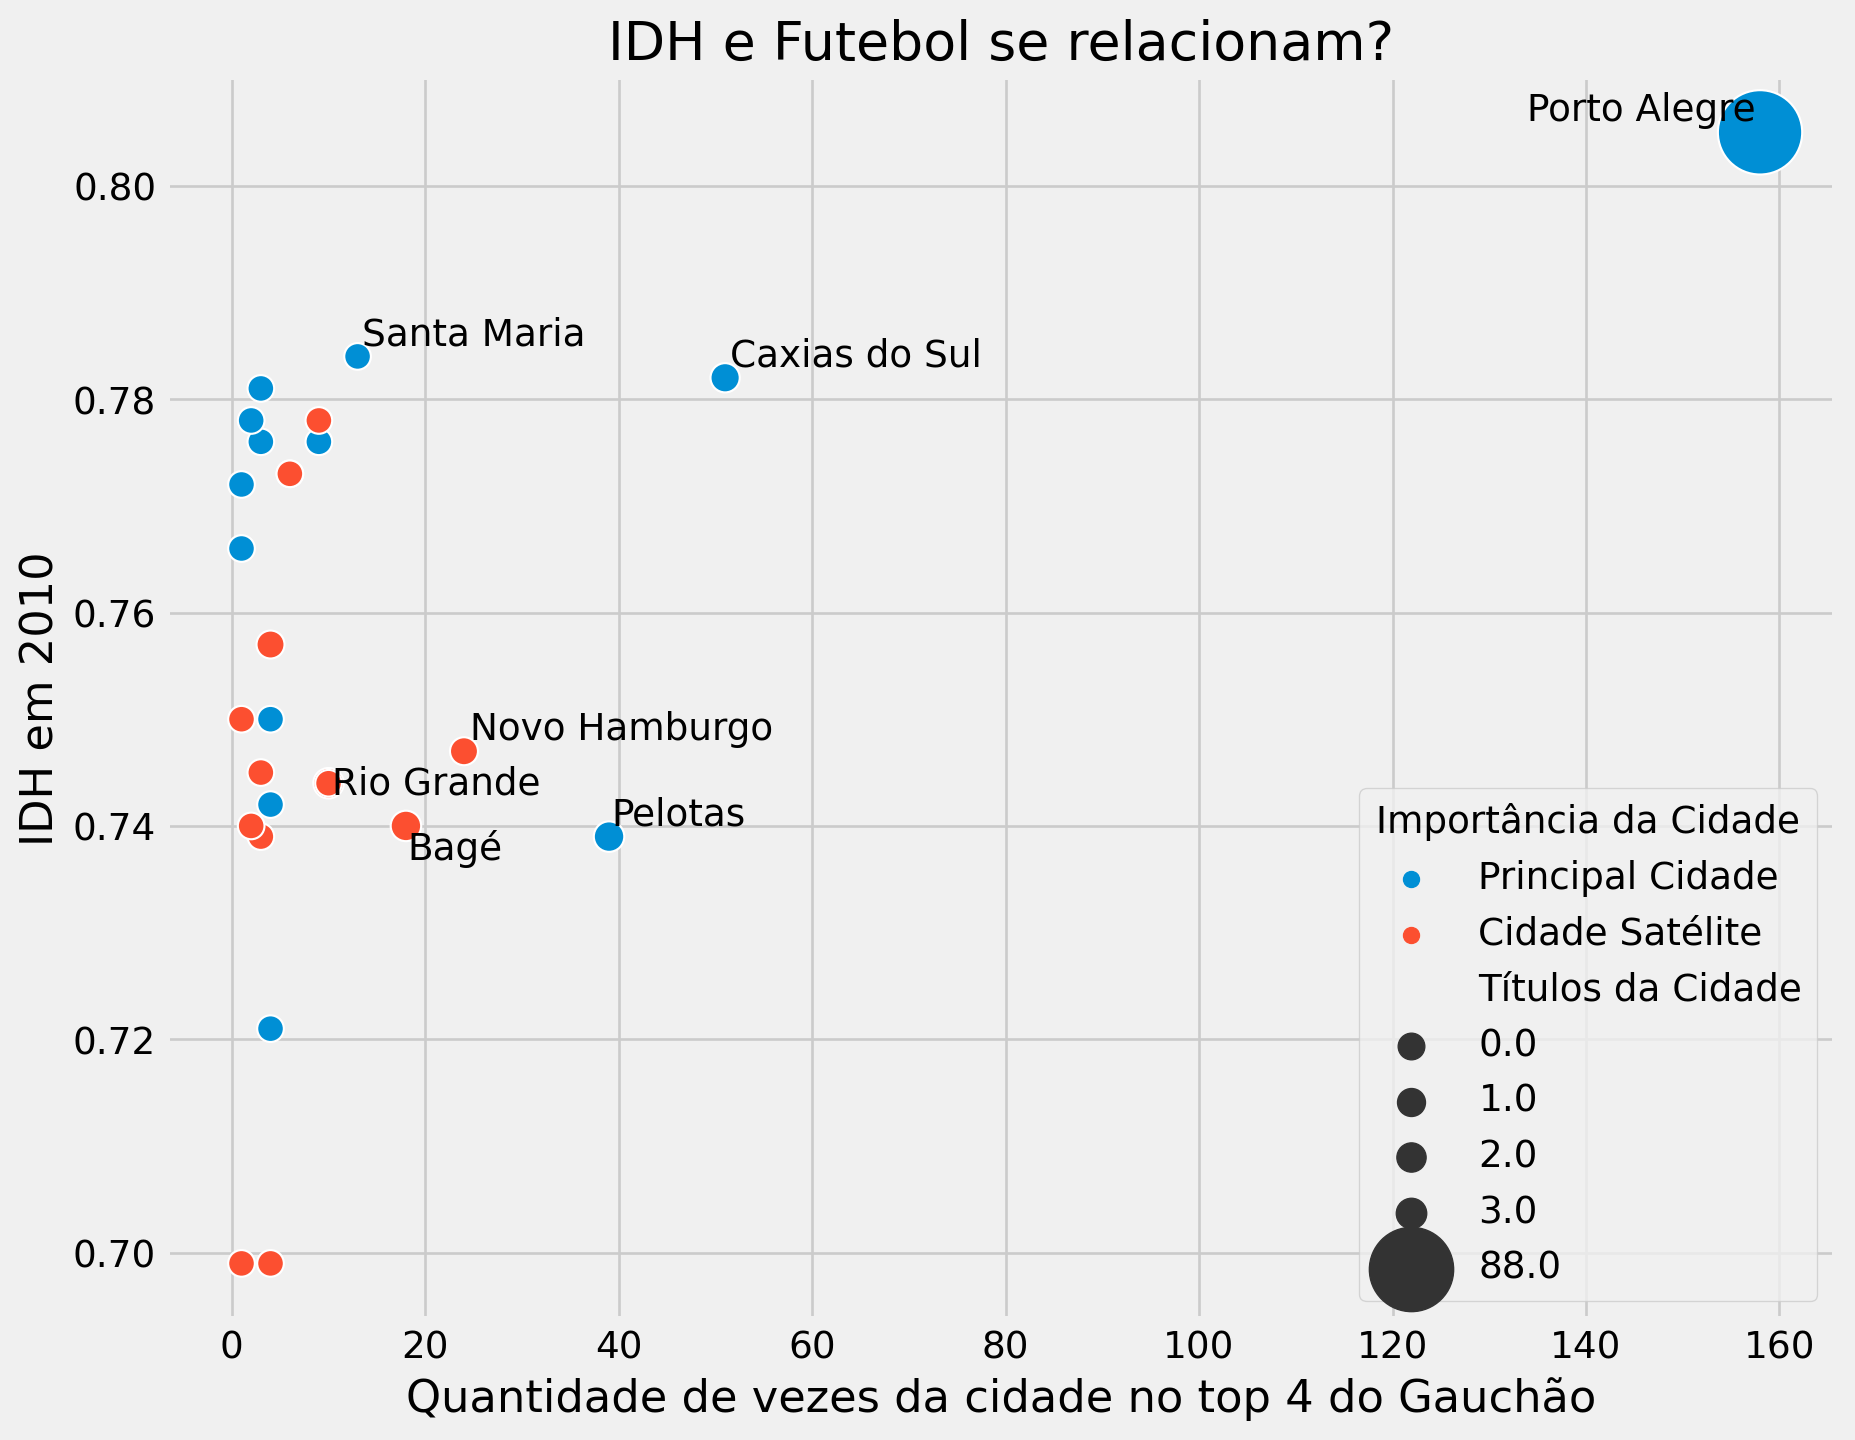 IDH e Futebol se relacionam?
Porto Alegre
0.80
Santa Maria
Caxias do Sul
0.78
0.76
IDH em 2010
Novo Hamburgo
Rio Grande
Pelotas
0.74
Bagé
0.72
0.70
Importância da Cidade
Principal Cidade
Cidade Satélite
Títulos da Cidade
0.0
1.0
2.0
3.0
88.0
0 20 40 60 80 100 120 140 160
Quantidade de vezes da cidade no top 4 do Gauchão